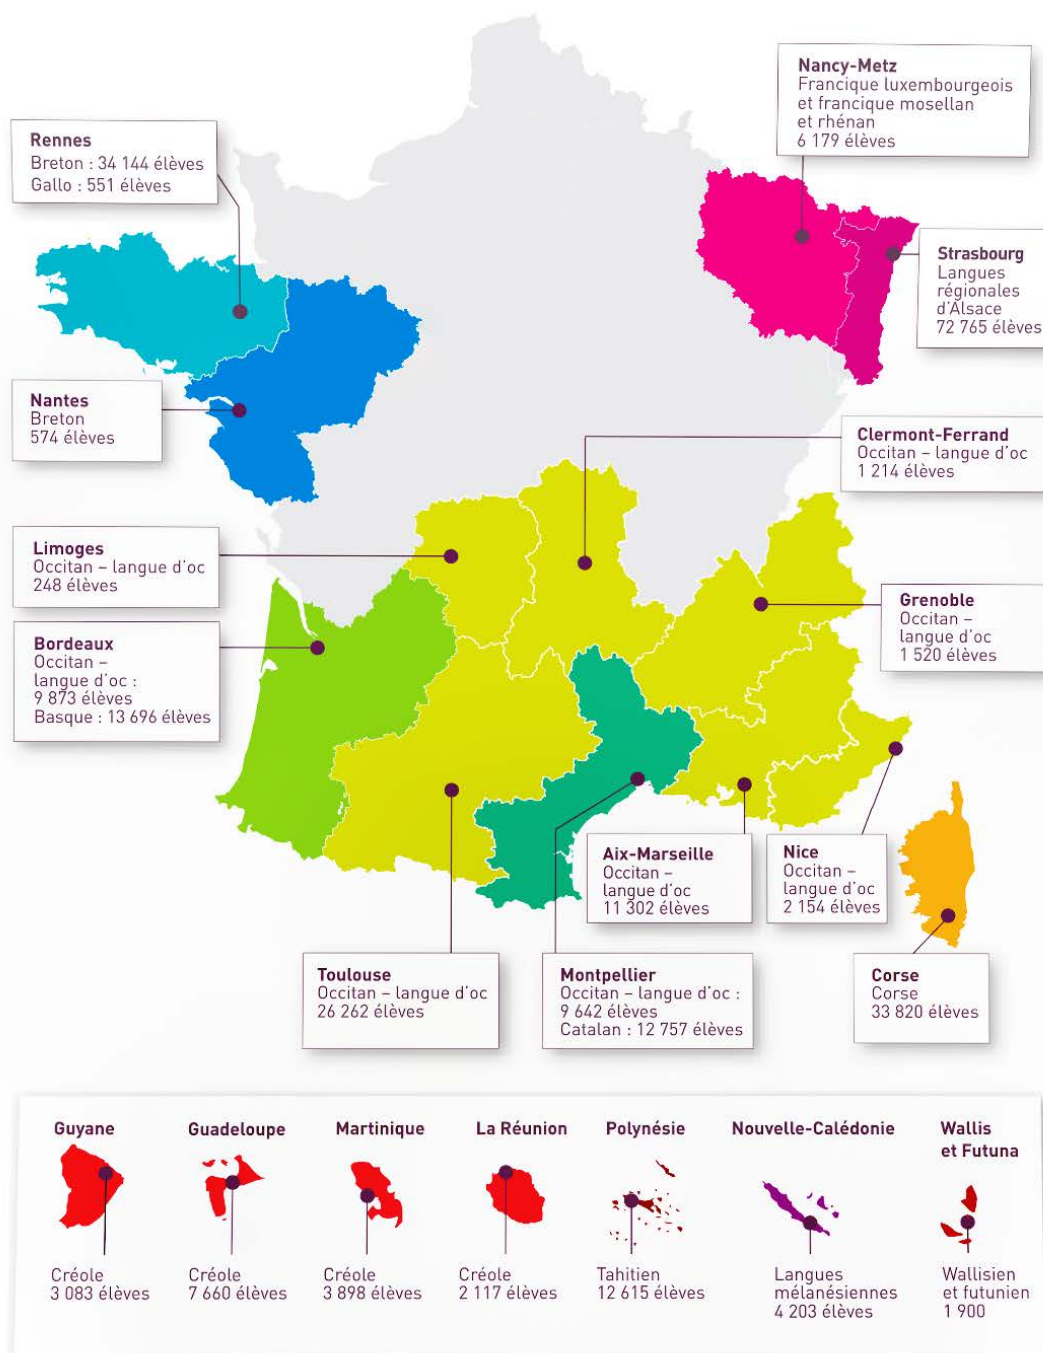 Nancy-Metz
Francique luxembourgeois
et francique mosellan
et rhénan
6 179 élèves
Rennes
Breton : 34 144 élèves
Gallo : 551 élèves
Strasbourg
Langues
régionales
d'Alsace
72 765 élèves
Nantes
Breton
574 élèves
Clermont-Ferrand
Occitan – langue d'oc
1 214 élèves
Limoges
Occitan – langue d'oc
248 élèves
Grenoble
Occitan –
langue d'oc
1 520 élèves
Bordeaux
Occitan –
langue d'oc :
9 873 élèves
Basque : 13 696 élèves
Aix-Marseille
Occitan –
langue d'oc
11 302 élèves
Nice
Occitan –
langue d'oc
2 154 élèves
Toulouse
Occitan – langue d'oc
26 262 élèves
Montpellier
Occitan – langue d'oc :
9 642 élèves
Catalan : 12 757 élèves
Corse
Corse
33 820 élèves
Guyane
Créole
3 083 élèves
Guadeloupe
Créole
7 660 élèves
Martinique
Créole
3 898 élèves
La Réunion
Créole
2 117 élèves
Polynésie
Tahitien
12 615 élèves
Nouvelle-Calédonie
Langues
mélanésiennes
4 203 élèves
Wallis
et Futuna
Wallisien
et futunien
1 900